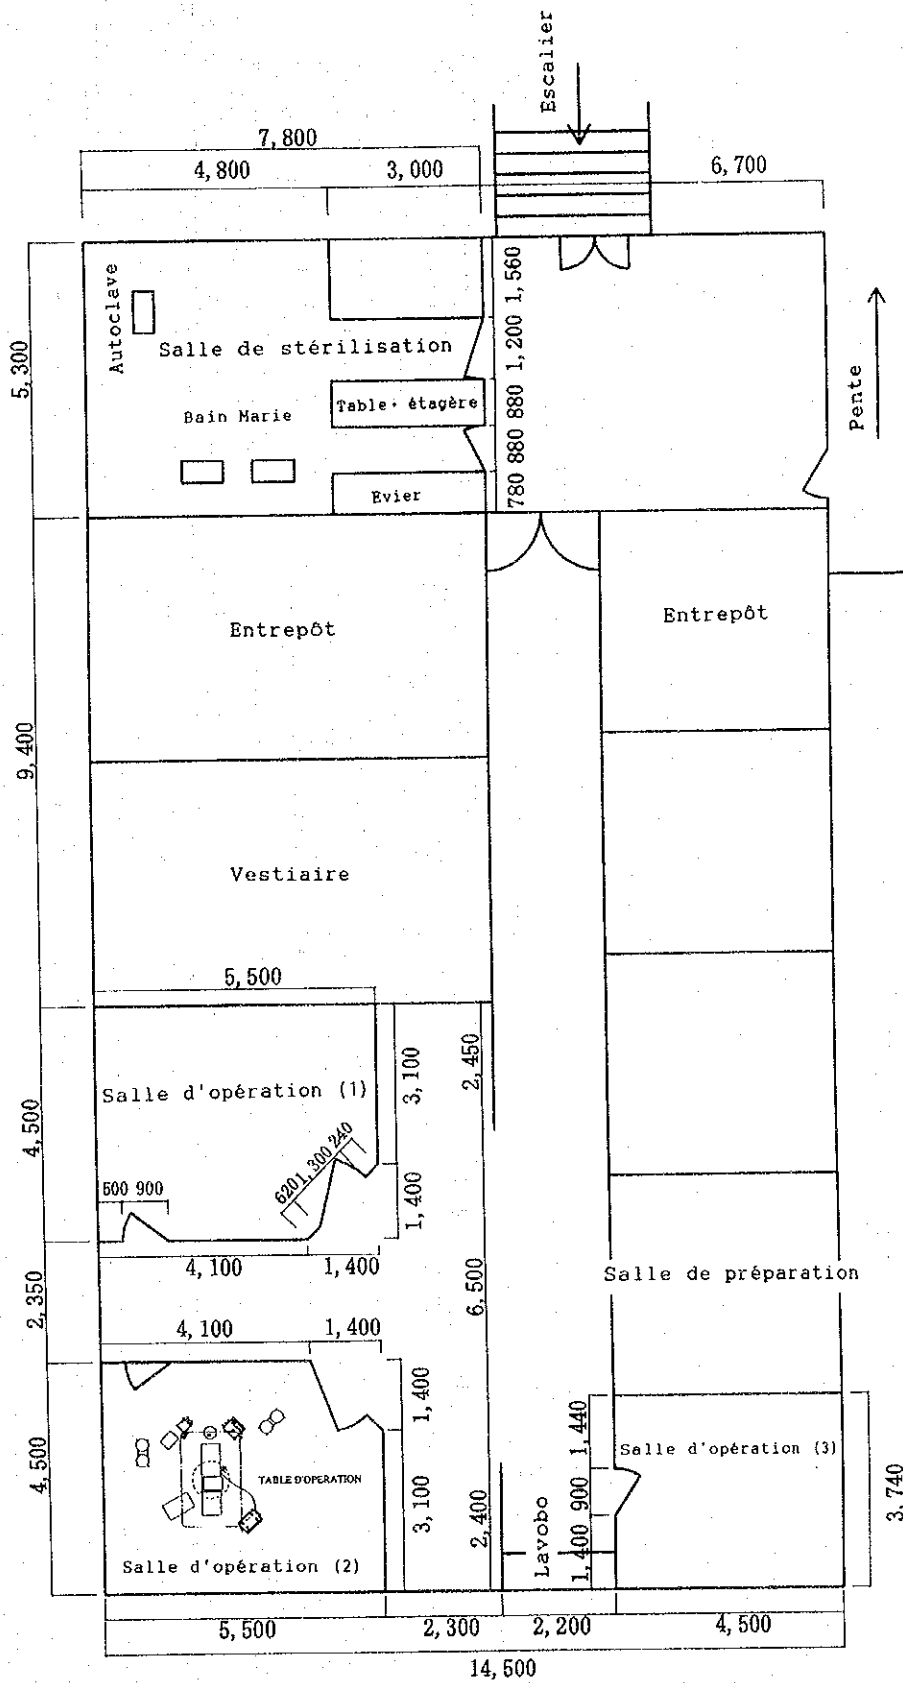 Escalier
7,800
4,800
3,000
6,700
Autoclave
1,560
Salle de stérilisation
1,200
5,300
Pente
Table・étagère
880
Bain Marie
880
Evier
780
Entrepôt
Entrepôt
9,400
Vestiaire
5,500
2,450
3,100
Salle d'opération (1)
4,500
240
1,300
620
500 900
1,400
4,100
1,400
Salle de préparation
2,350
6,500
4,100
1,400
1,400
1,440
Salle d'opération (3)
4,500
TABLE D'OPERATION
900
3,740
3,100
2,400
Lavobo
1,400
Salle d'opération (2)
5,500
2,300
2,200
4,500
14,500